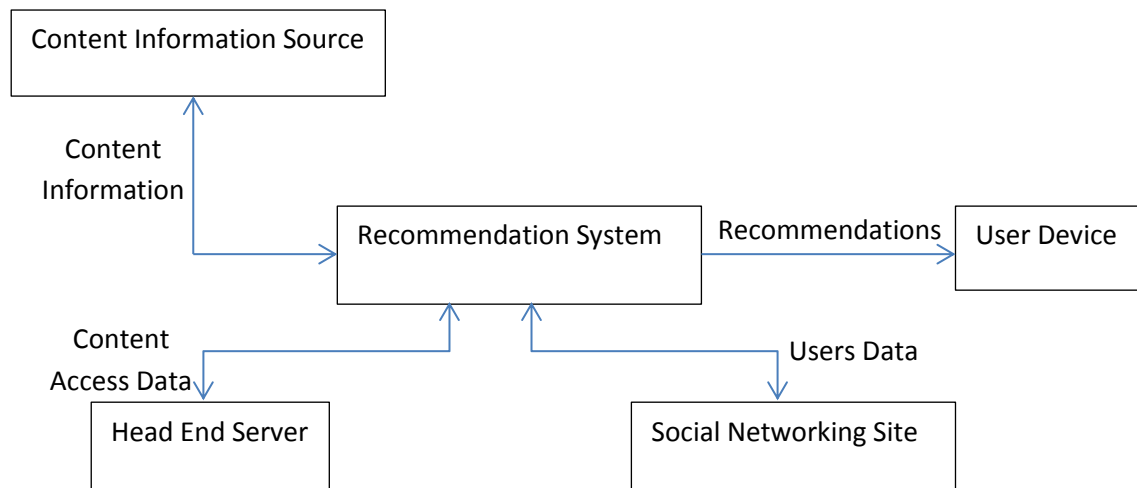 Content Information Source
Content
Information
Recommendation System
Recommendations
User Device
Content
Access Data
Users Data
Head End Server
Social Networking Site